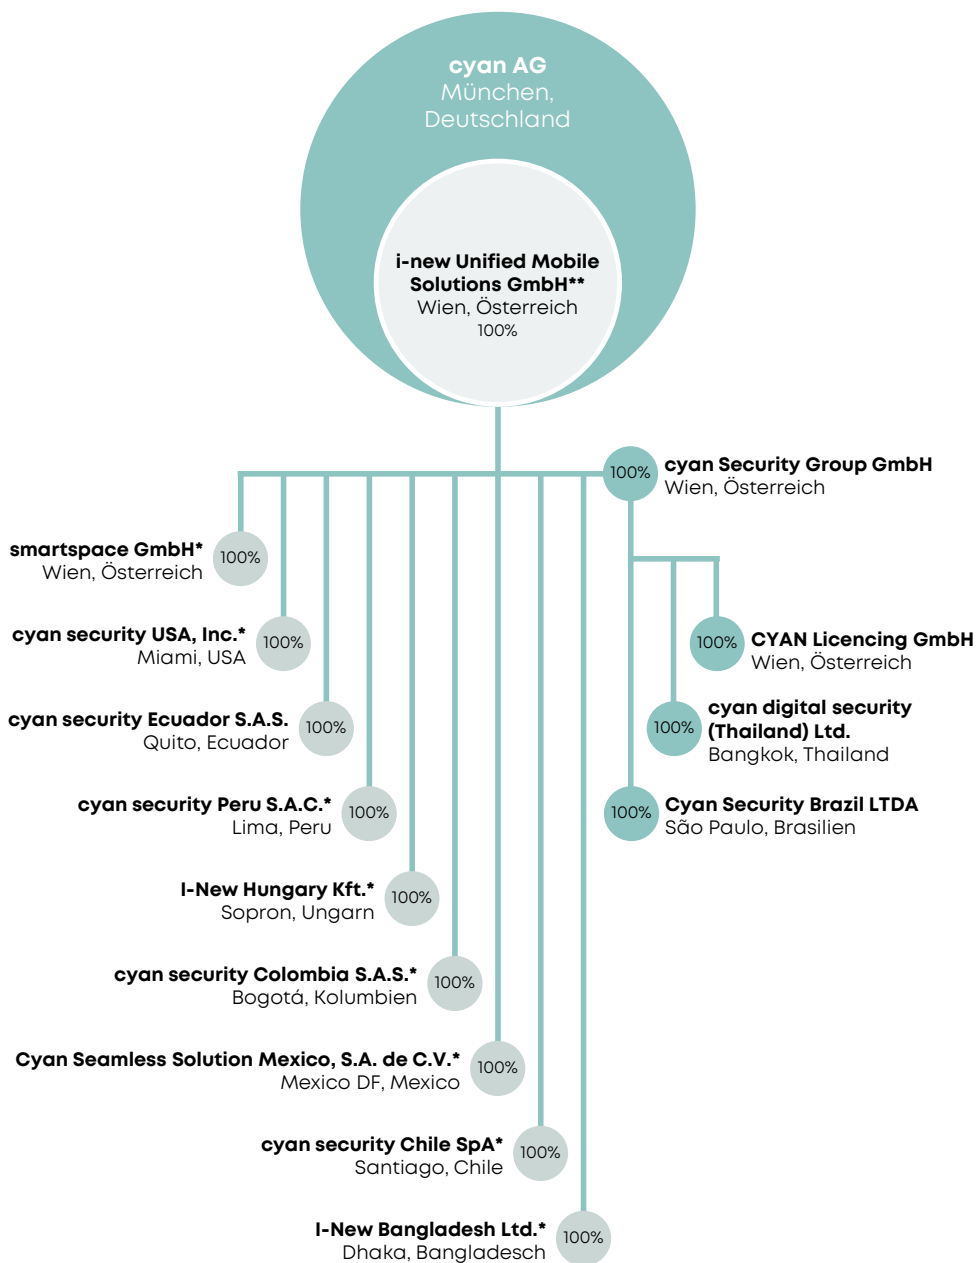 cyan AG
München,
Deutschland
i-new Unified Mobile
Solutions GmbH**
Wien, Österreich
100%
100%
cyan Security Group GmbH
Wien, Österreich
smartspace GmbH*
Wien, Österreich
100%
cyan security USA, Inc.*
Miami, USA
100%
100%
CYAN Licencing GmbH
Wien, Österreich
cyan security Ecuador S.A.S.
Quito, Ecuador
100%
100%
cyan digital security
(Thailand) Ltd.
Bangkok, Thailand
cyan security Peru S.A.C.*
Lima, Peru
100%
100%
Cyan Security Brazil LTDA
São Paulo, Brasilien
I-New Hungary Kft.*
Sopron, Ungarn
100%
cyan security Colombia S.A.S.*
Bogotá, Kolumbien
100%
Cyan Seamless Solution Mexico, S.A. de C.V.*
Mexico DF, Mexico
100%
cyan security Chile SpA*
Santiago, Chile
100%
I-New Bangladesh Ltd.*
Dhaka, Bangladesch
100%